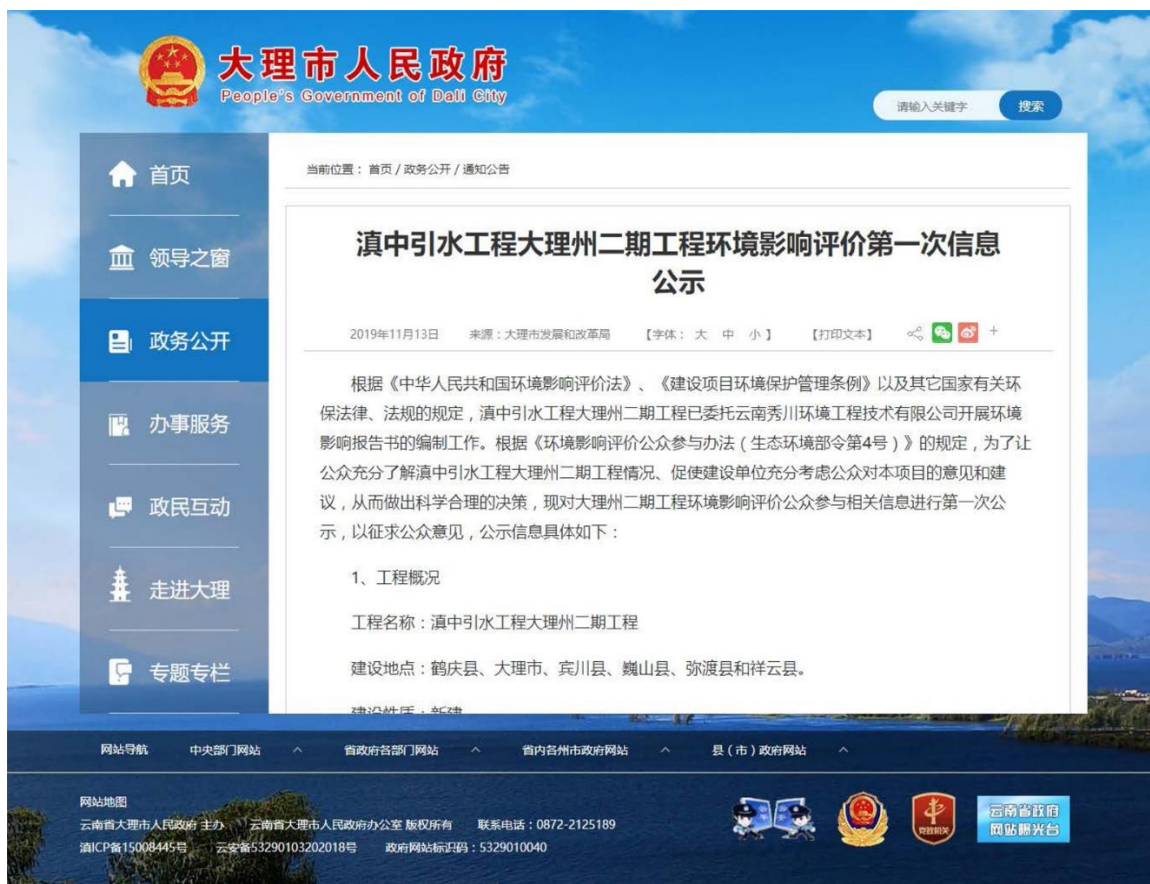 大理市人民政府
People's Government of Dali City
请输入关键字 搜索
首页
领导之窗
政务公开
办事服务
政民互动
走进大理
专题专栏
当前位置： 首页 / 政务公开 / 通知公告
滇中引水工程大理州二期工程环境影响评价第一次信息
公示
2019年11月13日 来源：大理市发展和改革局 【字体： 大 中 小 】 【打印文本】 +
根据《中华人民共和国环境影响评价法》、《建设项目环境保护管理条例》以及其它国家有关环
保法律、法规的规定，滇中引水工程大理州二期工程已委托云南秀川环境工程技术有限公司开展环境
影响报告书的编制工作。根据《环境影响评价公众参与办法（生态环境部令第4号）》的规定，为了让
公众充分了解滇中引水工程大理州二期工程情况、促使建设单位充分考虑公众对本项目的意见和建
议，从而做出科学合理的决策，现对大理州二期工程环境影响评价公众参与相关信息进行第一次公
示，以征求公众意见，公示信息具体如下：
1、工程概况
工程名称：滇中引水工程大理州二期工程
建设地点：鹤庆县、大理市、宾川县、巍山县、弥渡县和祥云县。
建设性质：新建
网站导航 中央部门网站 省政府各部门网站 省内各州市政府网站 县（市）政府网站
网站地图
云南省大理市人民政府 主办 云南省大理市人民政府办公室 版权所有 联系电话：0872-2125189
滇ICP备15008445号 云安备53290103202018号 政府网站标识码：5329010040
党政机关
云南省政府
网站曝光台